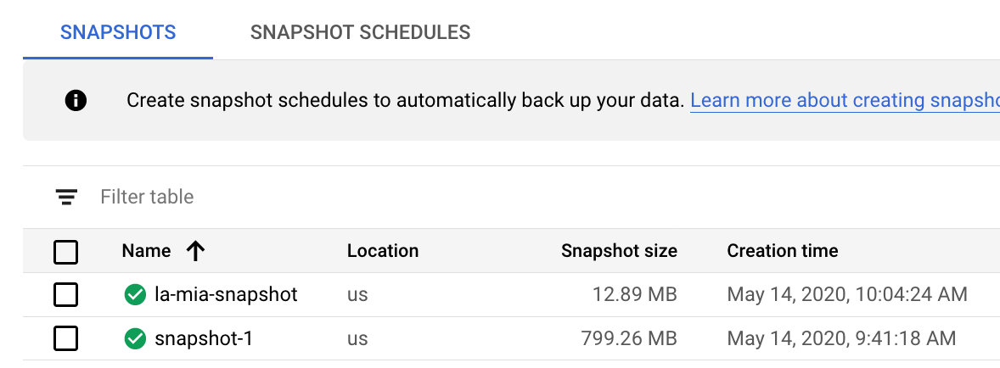 SNAPSHOTS SNAPSHOT SCHEDULES
Create snapshot schedules to automatically back up your data. Learn more about creating snapsho
Filter table
Name Location Snapshot size Creation time
la-mia-snapshot us 12.89 MB May 14, 2020, 10:04:24 AM
snapshot-1 us 799.26 MB May 14, 2020, 9:41:18 AM